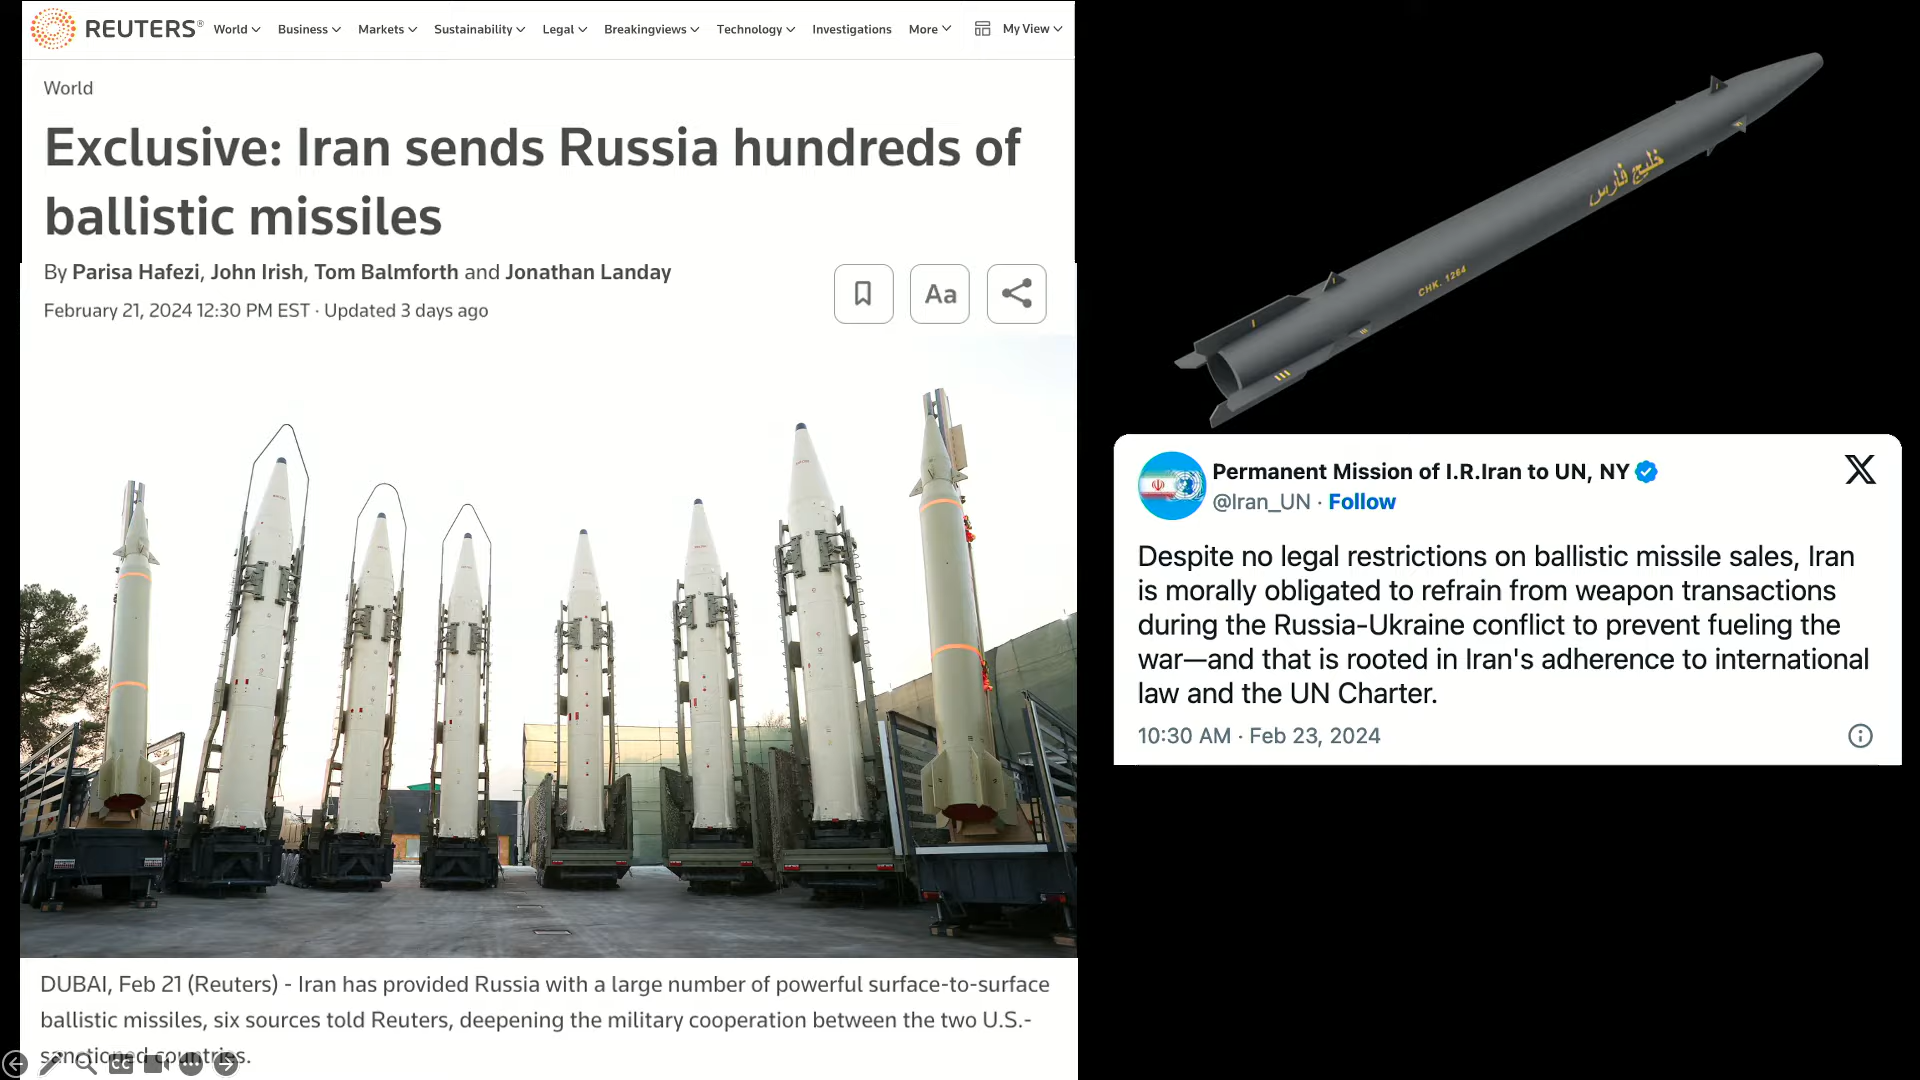 REUTERS®
World
Business
Markets
Sustainability
Legal
Breakingviews
Technology
Investigations
More
My View
World
Exclusive: Iran sends Russia hundreds of
ballistic missiles
By Parisa Hafezi, John Irish, Tom Balmforth and Jonathan Landay
February 21, 2024 12:30 PM EST · Updated 3 days ago
Aa
DUBAI, Feb 21 (Reuters) - Iran has provided Russia with a large number of powerful surface-to-surface
ballistic missiles, six sources told Reuters, deepening the military cooperation between the two U.S.-
sanctioned countries.
CC
خلیج فارس
CHK. 1264
I
III
III
Permanent Mission of I.R.Iran to UN, NY
@Iran_UN · Follow
X
Despite no legal restrictions on ballistic missile sales, Iran
is morally obligated to refrain from weapon transactions
during the Russia-Ukraine conflict to prevent fueling the
war—and that is rooted in Iran's adherence to international
law and the UN Charter.
10:30 AM · Feb 23, 2024